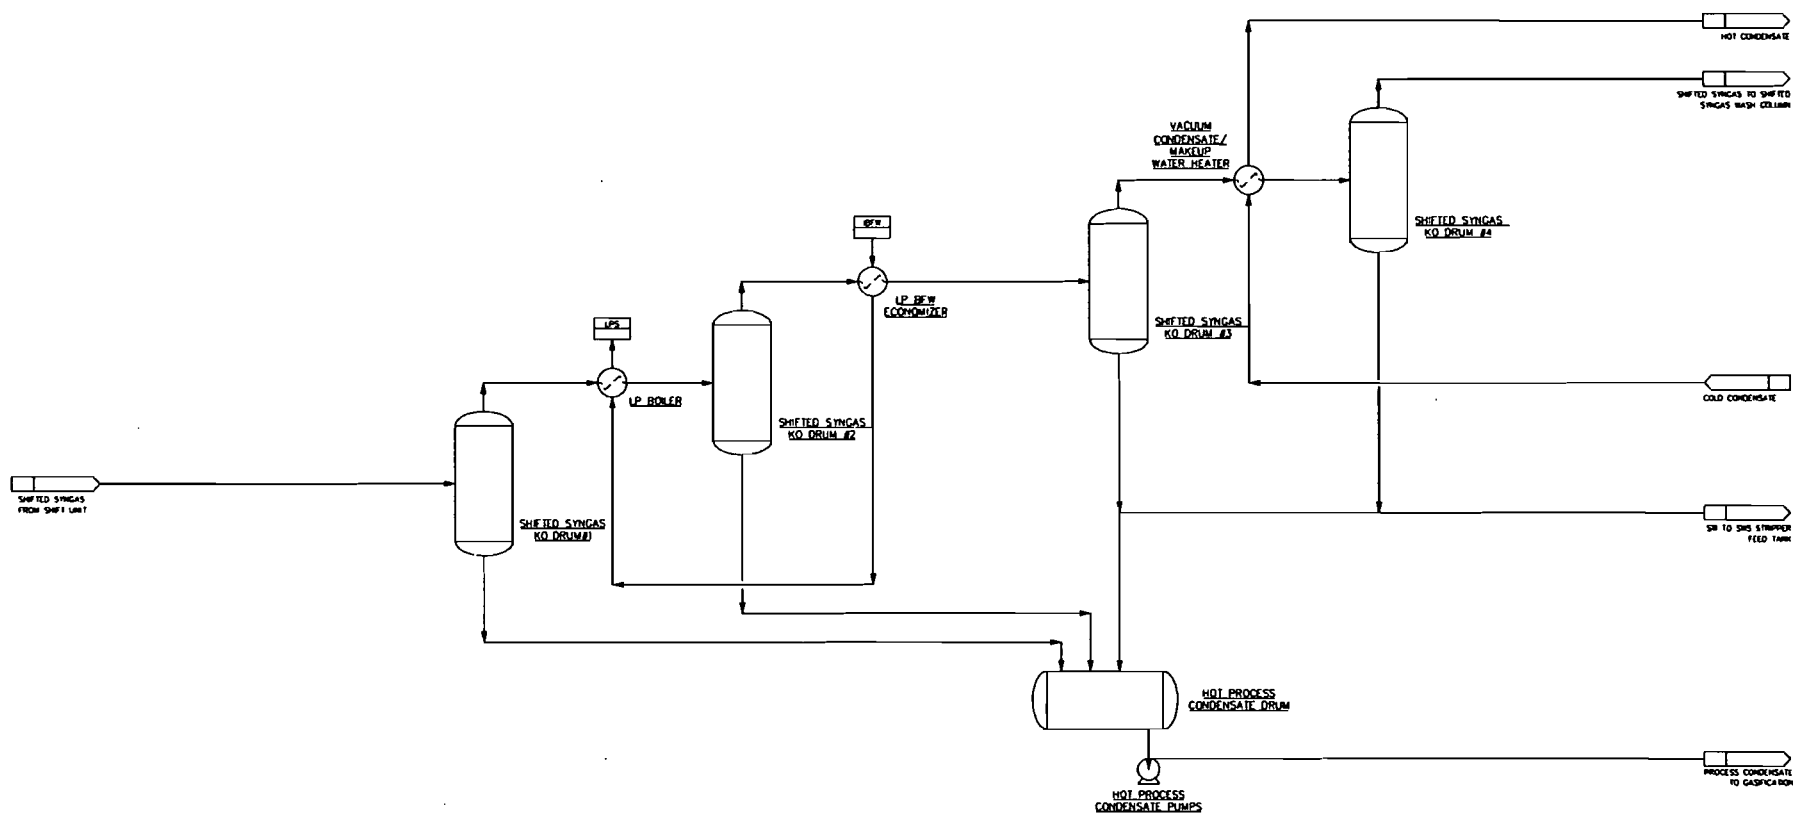 HOT CONDENSATE
SHIFTED SYNGAS TO SHIFTED
SYNGAS WASH COLUMN
VACUUM
CONDENSATE/
MAKEUP
WATER HEATER
SHIFTED SYNGAS
KO DRUM #4
BFW
LP BFW
ECONOMIZER
LPS
SHIFTED SYNGAS
KO DRUM #3
LP BOILER
COLD CONDENSATE
SHIFTED SYNGAS
KO DRUM #2
SHIFTED SYNGAS
FROM SHIFT UNIT
SHIFTED SYNGAS
KO DRUM#1
SW TO SWS STRIPPER
FEED TANK
HOT PROCESS
CONDENSATE DRUM
PROCESS CONDENSATE
TO GASIFICATION
HOT PROCESS
CONDENSATE PUMPS